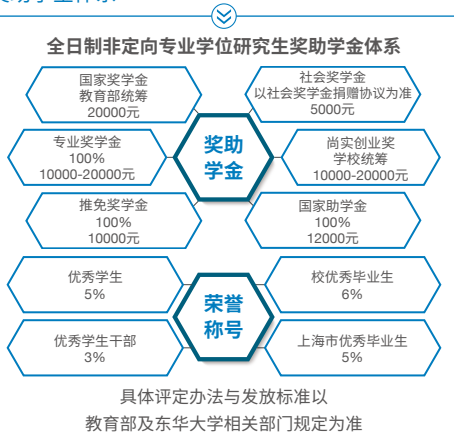 全日制非定向专业学位研究生奖助学金体系
国家奖学金
教育部统筹
20000元
社会奖学金
以社会奖学金捐赠协议为准
5000元
专业奖学金
100%
10000-20000元
奖助
学金
尚实创业奖
学校统筹
10000-20000元
推免奖学金
100%
10000元
国家助学金
100%
12000元
优秀学生
5%
校优秀毕业生
6%
荣誉
称号
优秀学生干部
3%
上海市优秀毕业生
5%
具体评定办法与发放标准以
教育部及东华大学相关部门规定为准